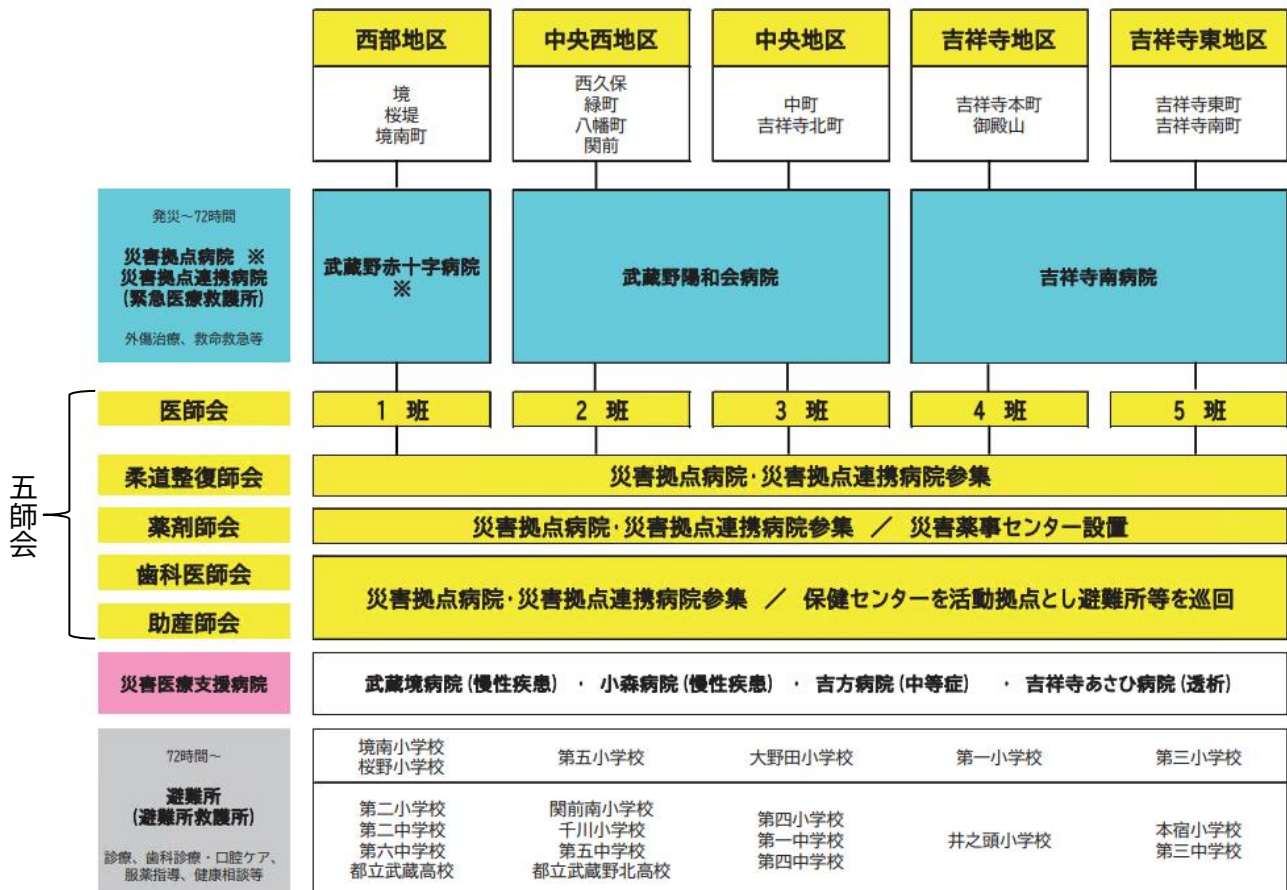 西部地区
中央西地区
中央地区
吉祥寺地区
吉祥寺東地区
境
桜堤
境南町
西久保
緑町
八幡町
関前
中町
吉祥寺北町
吉祥寺本町
御殿山
吉祥寺東町
吉祥寺南町
発災～72時間
災害拠点病院 ※
災害拠点連携病院
(緊急医療救護所)
外傷治療、救命救急等
武蔵野赤十字病院
※
武蔵野陽和会病院
吉祥寺南病院
五師会
医師会
1 班
2 班
3 班
4 班
5 班
柔道整復師会
災害拠点病院・災害拠点連携病院参集
薬剤師会
災害拠点病院・災害拠点連携病院参集 ／ 災害薬事センター設置
歯科医師会
助産師会
災害拠点病院・災害拠点連携病院参集 ／ 保健センターを活動拠点とし避難所等を巡回
災害医療支援病院
武蔵境病院(慢性疾患) ・ 小森病院(慢性疾患) ・ 吉方病院(中等症) ・ 吉祥寺あさひ病院(透析)
72時間～
避難所
(避難所救護所)
診療、歯科診療・口腔ケア、
服薬指導、健康相談等
境南小学校
桜野小学校
第五小学校
大野田小学校
第一小学校
第三小学校
第二小学校
第二中学校
第六中学校
都立武蔵高校
関前南小学校
千川小学校
第五中学校
都立武蔵野北高校
第四小学校
第一中学校
第四中学校
井之頭小学校
本宿小学校
第三中学校